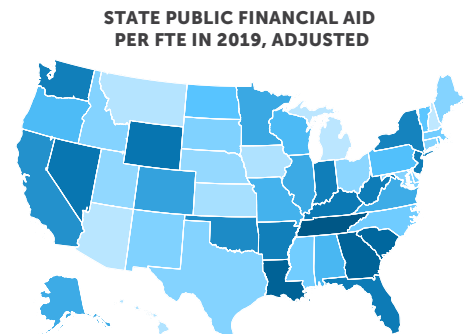 STATE PUBLIC FINANCIAL AID
PER FTE IN 2019, ADJUSTED